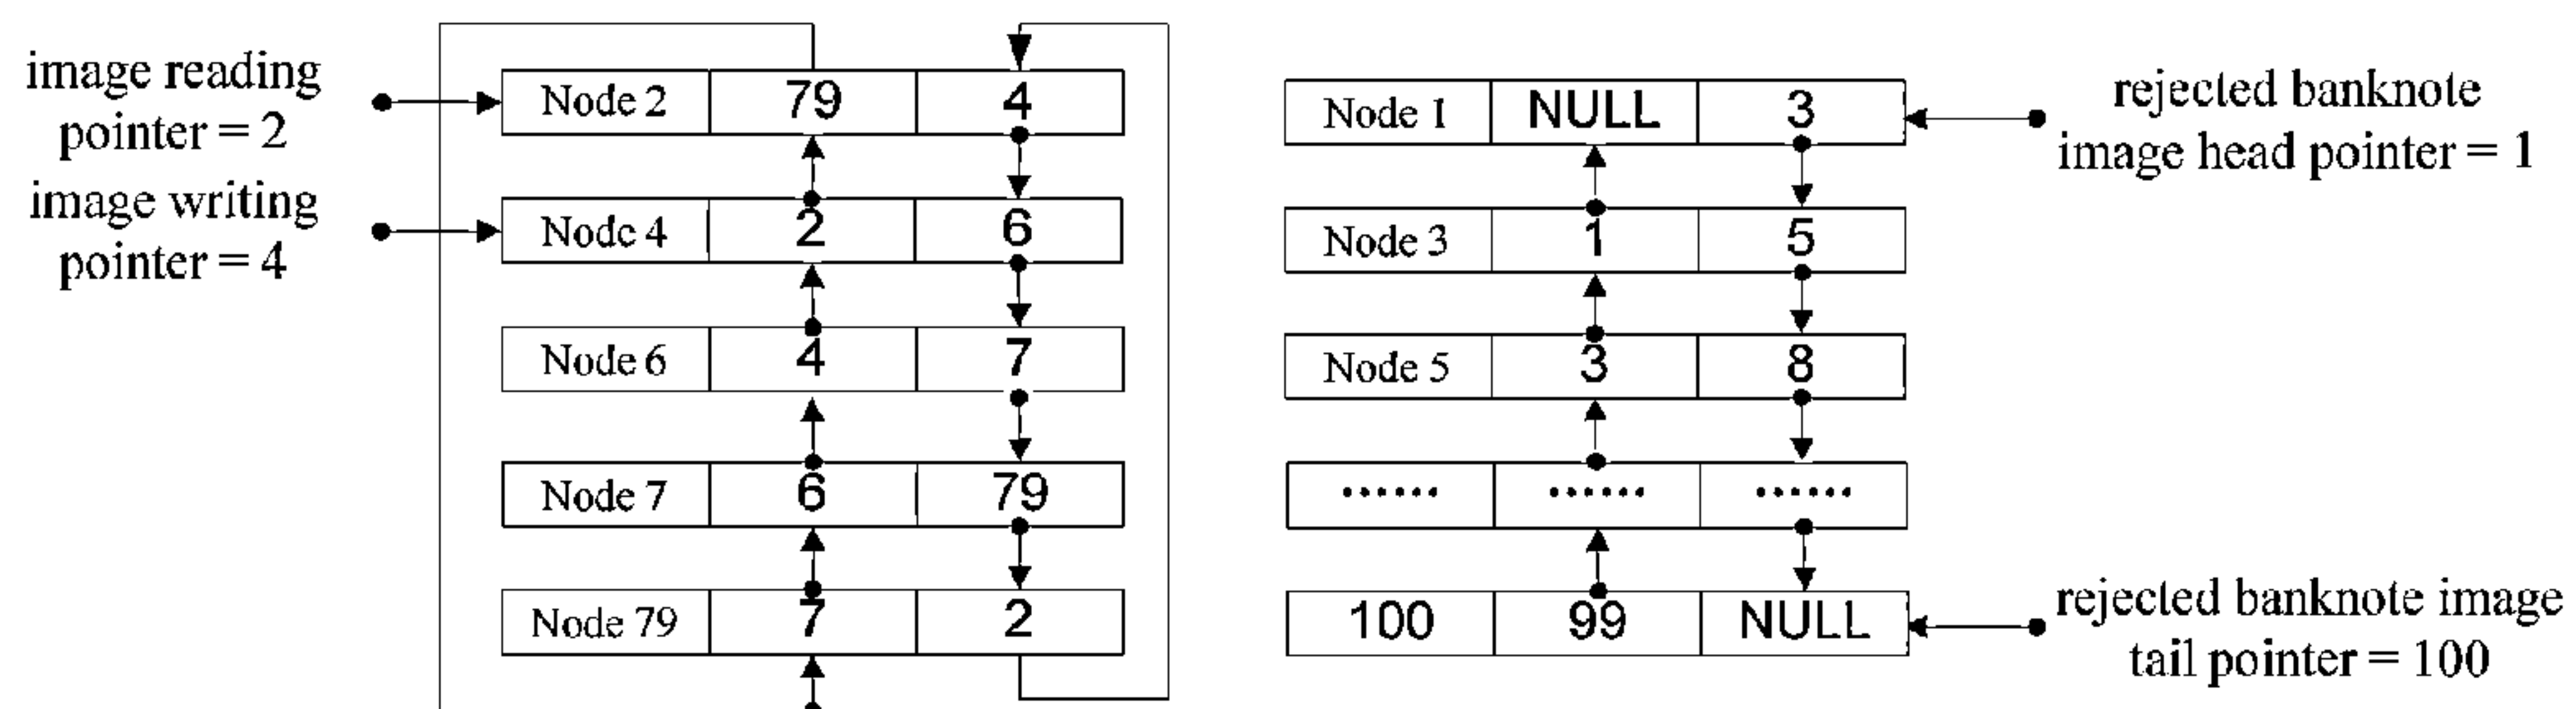 image reading
pointer = 2
image writing
pointer = 4
Node 2 79 4
Node 4 2 6
Node 6 4 7
Node 7 6 79
Node 79 7 2
Node 1 NULL 3
Node 3 1 5
Node 5 3 8
...... ...... ......
100 99 NULL
rejected banknote
image head pointer = 1
rejected banknote image
tail pointer = 100